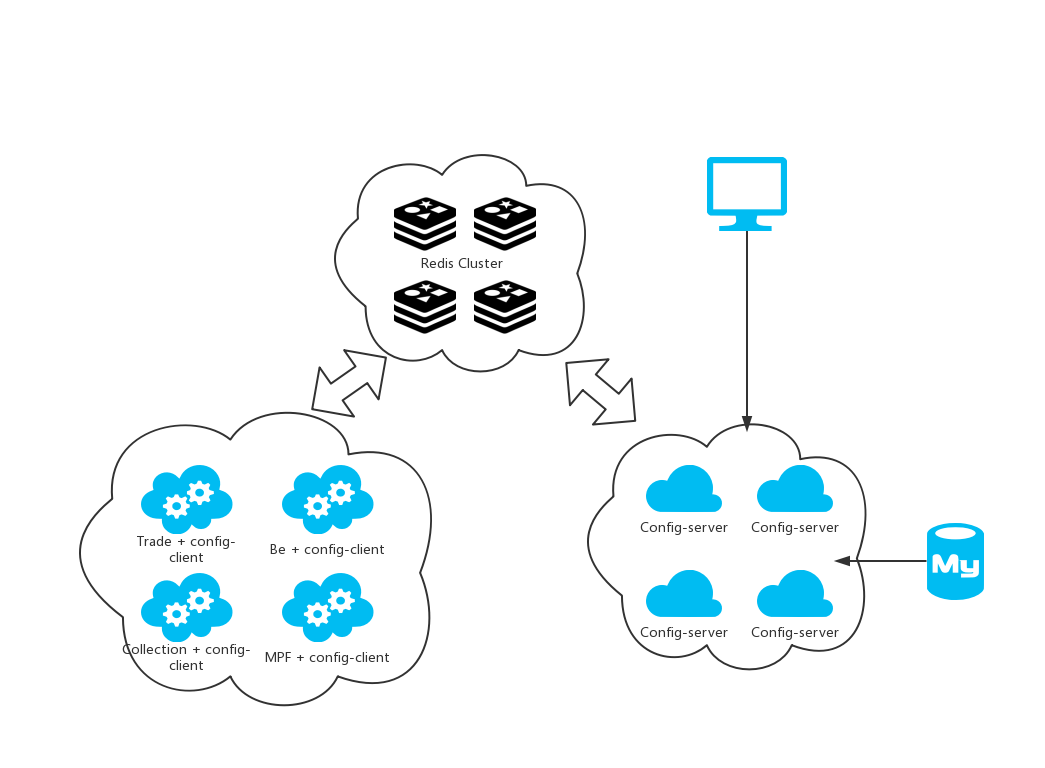 Redis Cluster
Trade + config-
client
Be + config-client
Collection + config-
client
MPF + config-client
Config-server
Config-server
Config-server
Config-server
My